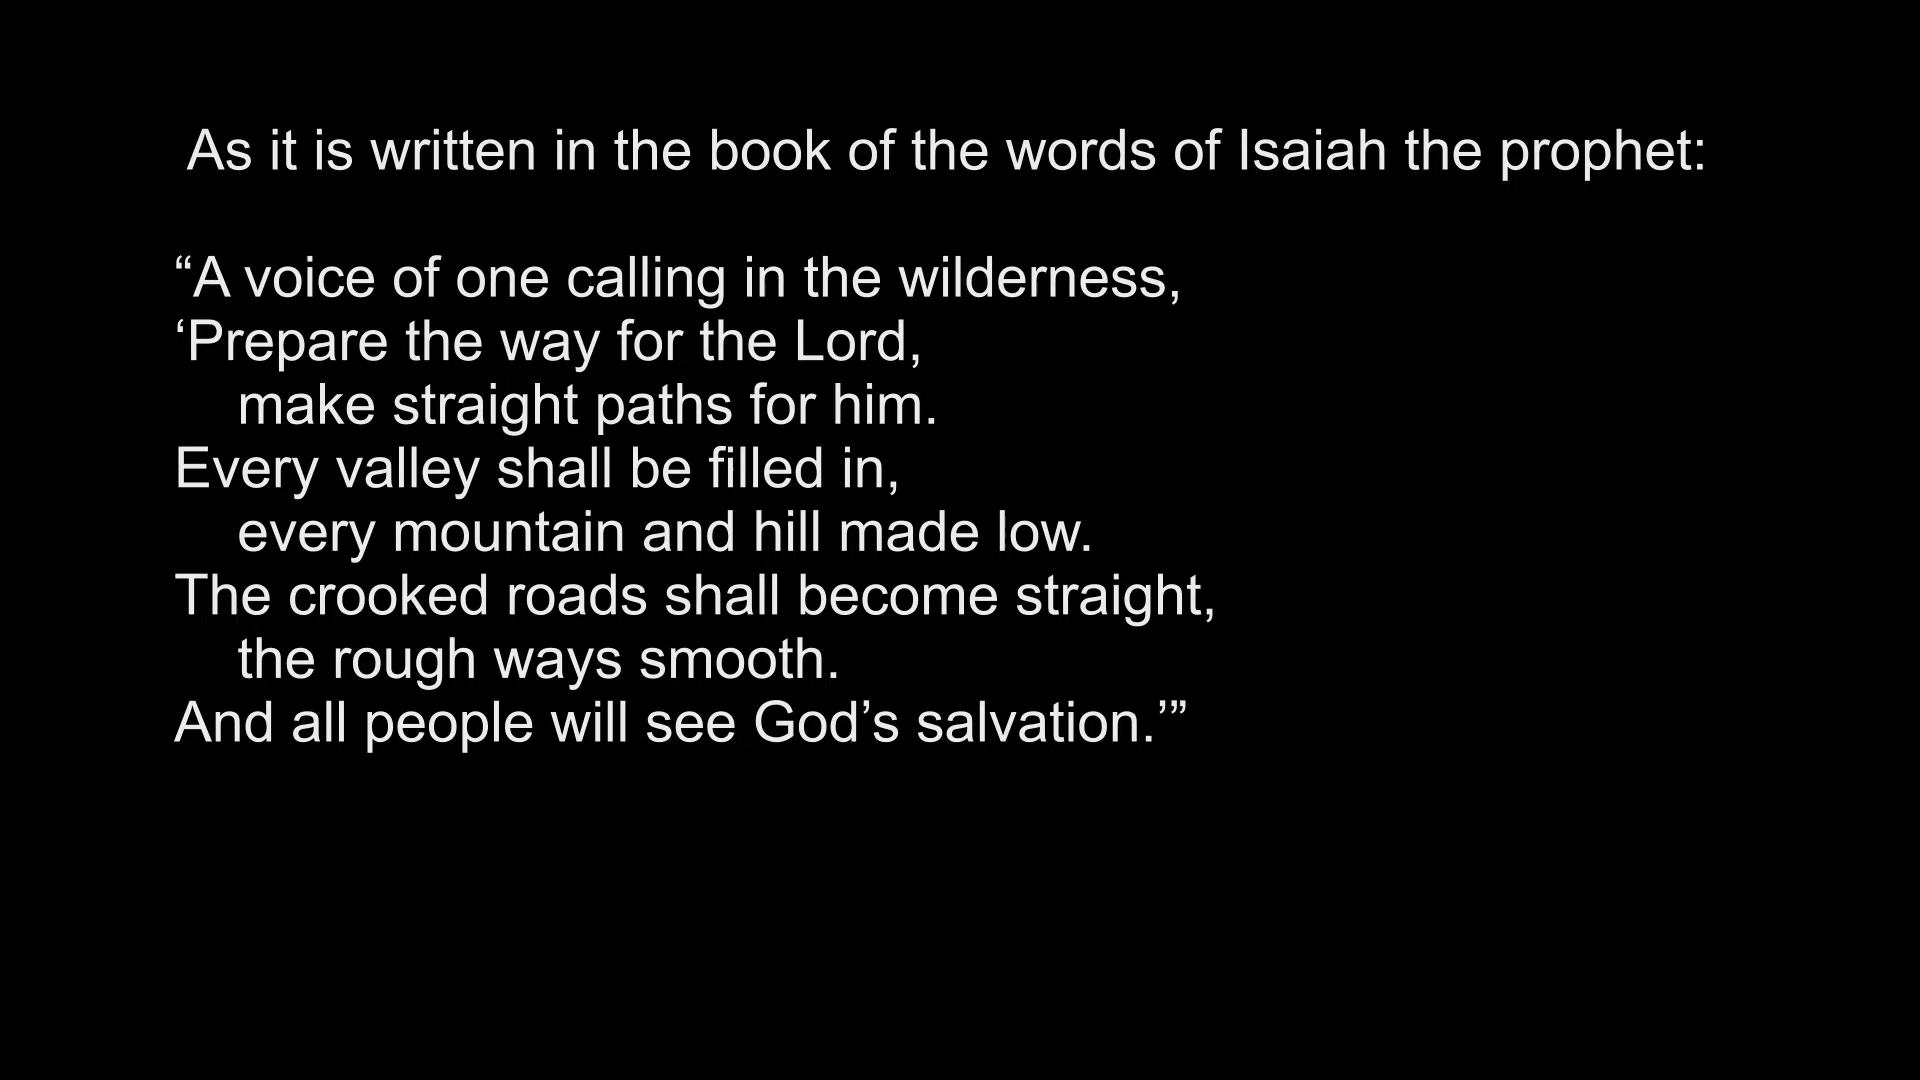 As it is written in the book of the words of Isaiah the prophet:
“A voice of one calling in the wilderness,
‘Prepare the way for the Lord,
make straight paths for him.
Every valley shall be filled in,
every mountain and hill made low.
The crooked roads shall become straight,
the rough ways smooth.
And all people will see God’s salvation.’”